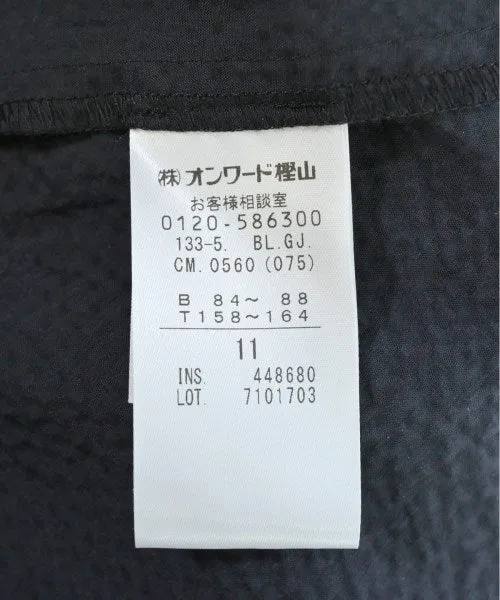 ㈱オンワード樫山
お客様相談室
0120-586300
133-5. BL.GJ.
CM.0560(075)
B 84～ 88
T158～164
11
INS. 448680
LOT. 7101703